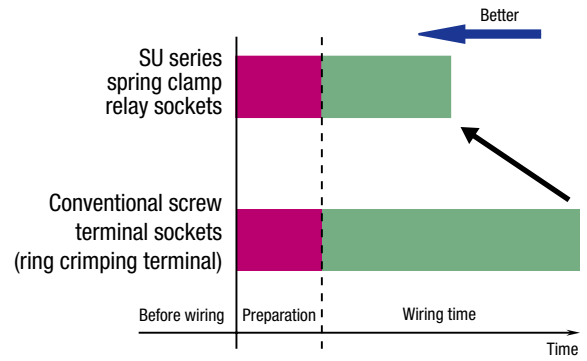 Better
SU series
spring clamp
relay sockets
Conventional screw
terminal sockets
(ring crimping terminal)
Before wiring
Preparation
Wiring time
Time